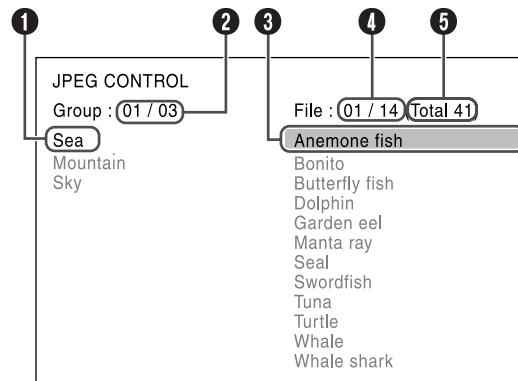 1 2 3 4 5
JPEG CONTROL
Group : 01 / 03
File : 01 / 14 Total 41
Sea
Mountain
Sky
Anemone fish
Bonito
Butterfly fish
Dolphin
Garden eel
Manta ray
Seal
Swordfish
Tuna
Turtle
Whale
Whale shark